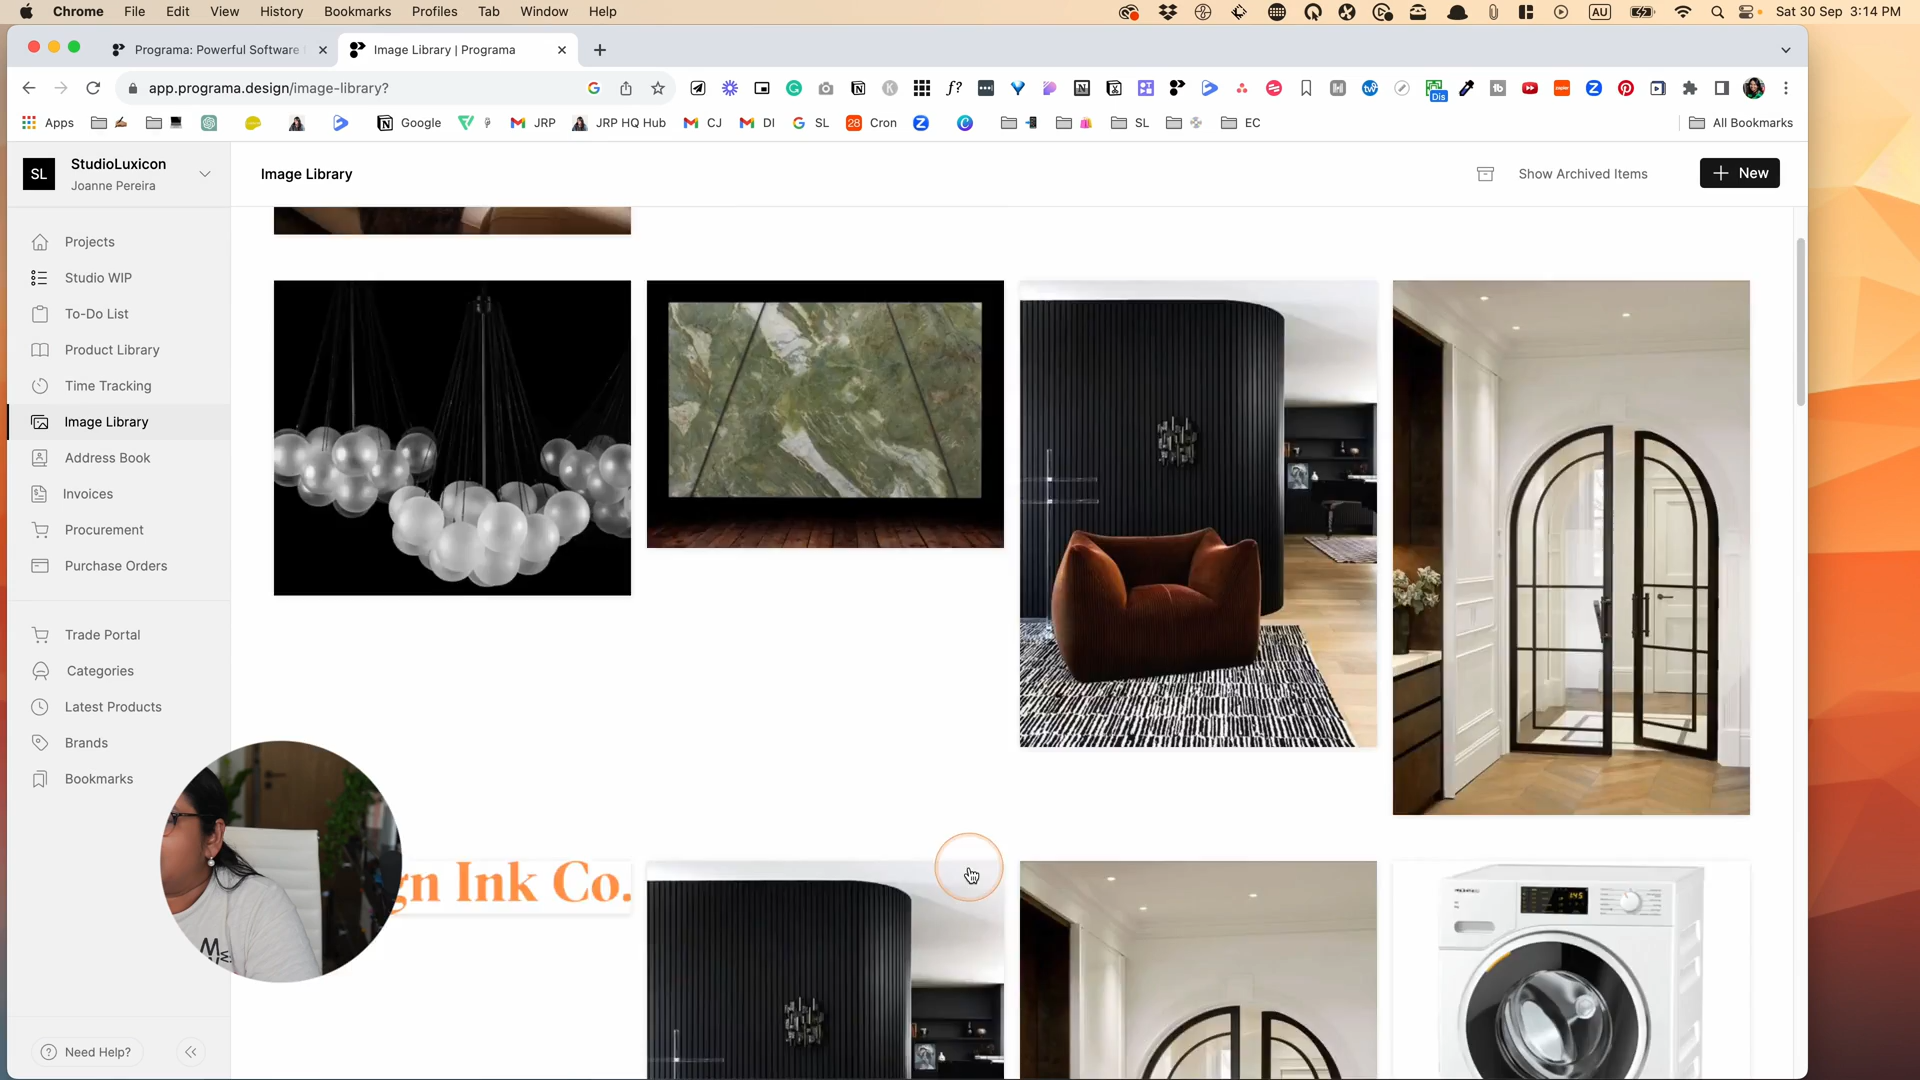 Chrome File Edit View History Bookmarks Profiles Tab Window Help AU Sat 30 Sep 3:14 PM
Programa: Powerful Software Image Library | Programa
app.programa.design/image-library?
Apps Google JRP JRP HQ Hub CJ DI SL 28 Cron SL EC All Bookmarks
SL StudioLuxicon
Joanne Pereira
Image Library
Show Archived Items
New
Projects
Studio WIP
To-Do List
Product Library
Time Tracking
Image Library
Address Book
Invoices
Procurement
Purchase Orders
Trade Portal
Categories
Latest Products
Brands
Bookmarks
gn Ink Co.
Need Help?